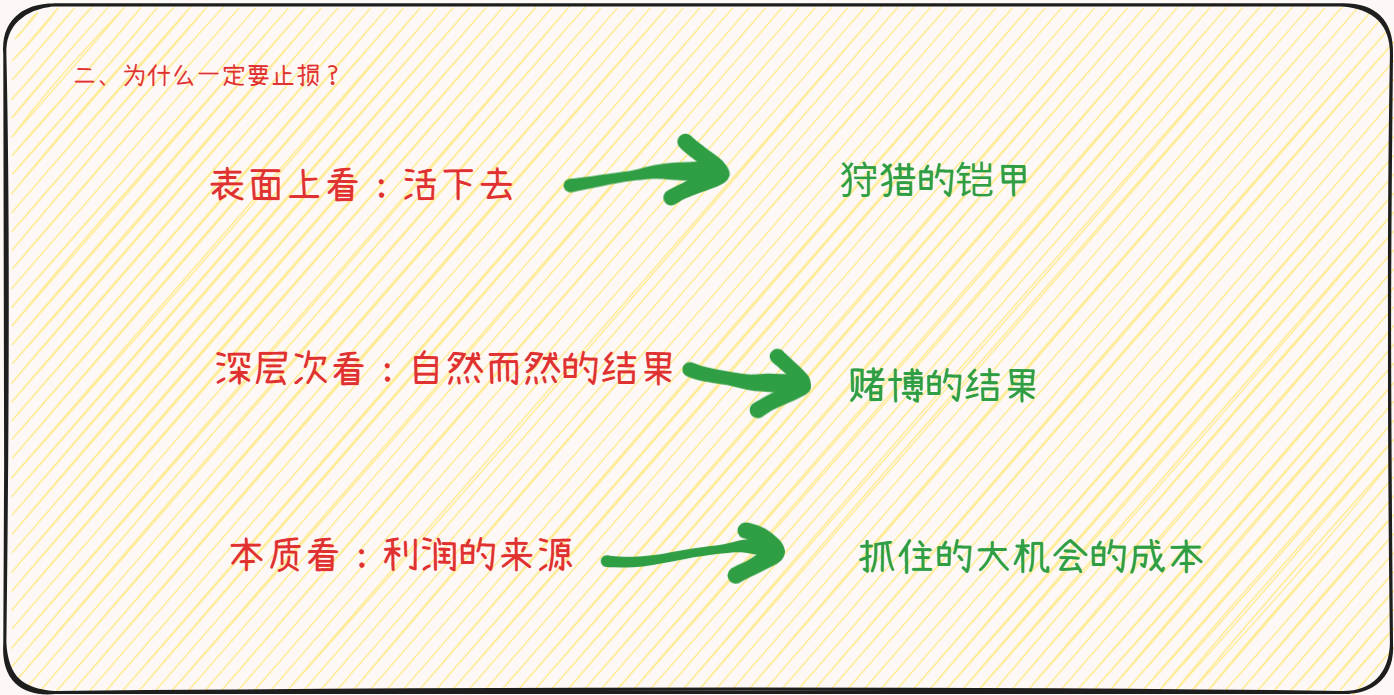 二、为什么一定要止损？
表面上看：活下去
狩猎的铠甲
深层次看：自然而然的结果
赌博的结果
本质看：利润的来源
抓住的大机会的成本